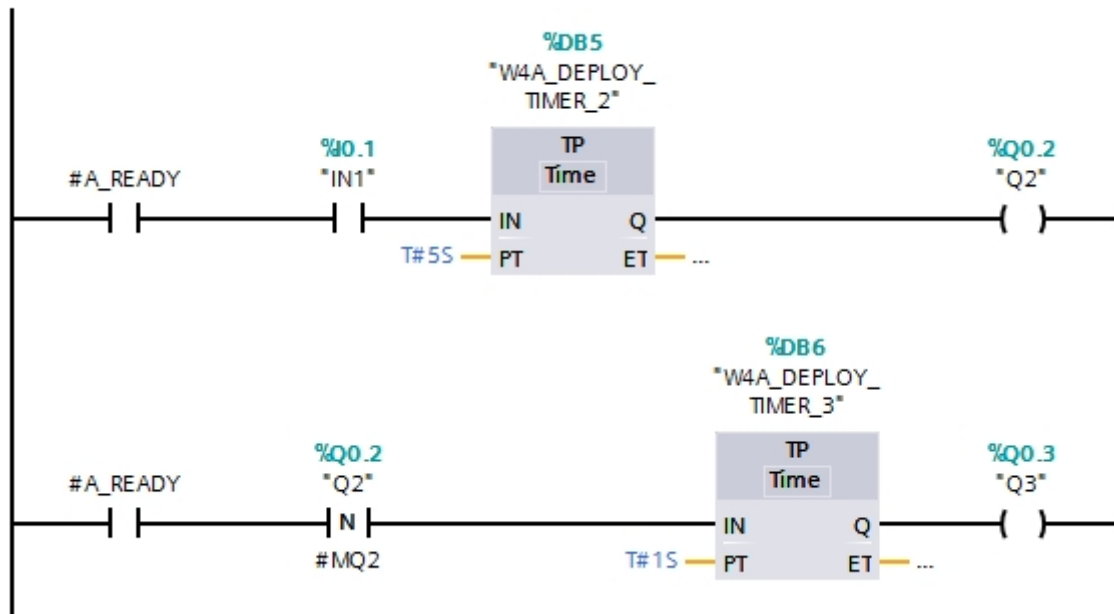 %DB5
"W4A_DEPLOY_
TIMER_2"
TP
Time
#A_READY
%I0.1
"IN1"
%Q0.2
"Q2"
IN Q
T#5S PT ET ...
%DB6
"W4A_DEPLOY_
TIMER_3"
TP
Time
#A_READY
%Q0.2
"Q2"
N
#MQ2
%Q0.3
"Q3"
IN Q
T#1S PT ET ...